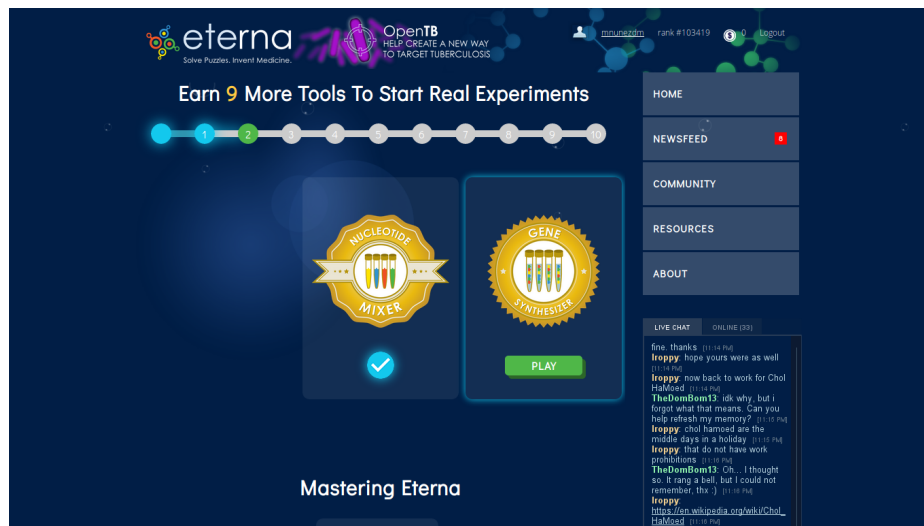 eterna
Solve Puzzles. Invent Medicine.
OpenTB
HELP CREATE A NEW WAY
TO TARGET TUBERCULOSIS
mnunezdm rank #103419 $ 0 Logout
Earn 9 More Tools To Start Real Experiments
1 2 3 4 5 6 7 8 9 10
HOME
NEWSFEED 8
COMMUNITY
RESOURCES
ABOUT
NUCLEOTIDE
MIXER
GENE
SYNTHESIZER
PLAY
Mastering Eterna
LIVE CHAT ONLINE (33)
fine. thanks [11:14 PM]
Iroppy: hope yours were as well
[11:14 PM]
Iroppy: now back to work for Chol
HaMoed [11:14 PM]
TheDomBom13: idk why, but i
forgot what that means. Can you
help refresh my memory? [11:15 PM]
Iroppy: chol hamoed are the
middle days in a holiday [11:15 PM]
Iroppy: that do not have work
prohibitions [11:16 PM]
TheDomBom13: Oh... I thought
so. It rang a bell, but I could not
remember, thx :) [11:16 PM]
Iroppy:
https://en.wikipedia.org/wiki/Chol_
HaMoed [11:16 PM]